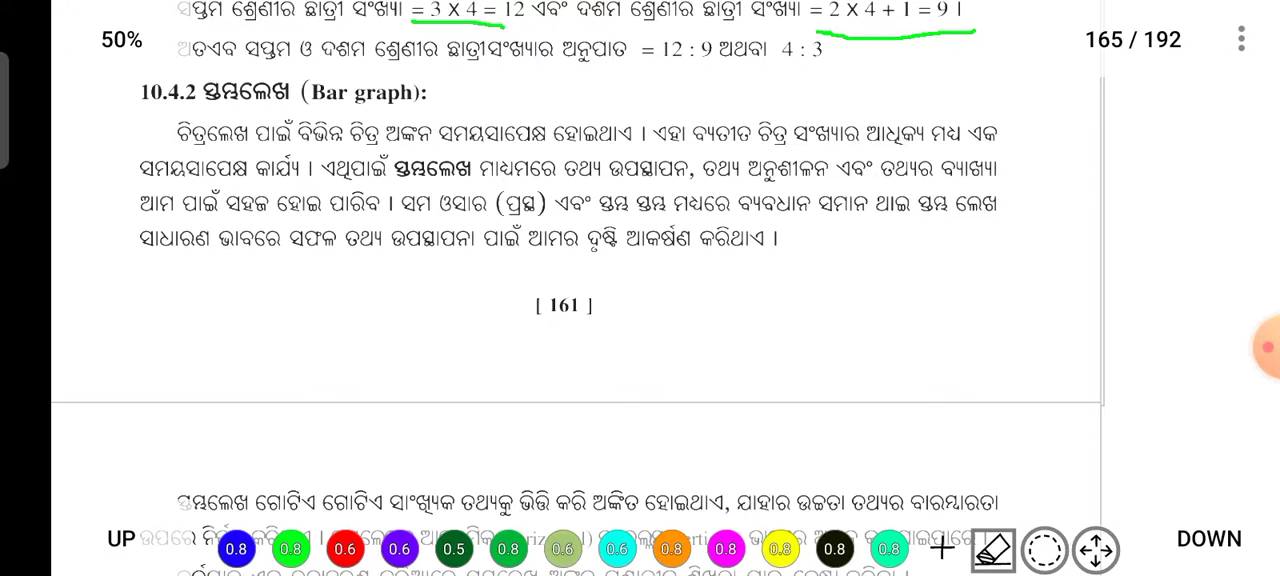 ସପ୍ତମ ଶ୍ରେଣୀର ଛାତ୍ରୀ ସଂଖ୍ୟା = 3 x 4 = 12 ଏବଂ ଦଶମ ଶ୍ରେଣୀର ଛାତ୍ରୀ ସଂଖ୍ୟା = 2 x 4 + 1 = 9 ।
50%
165 / 192
ଅତଏବ ସପ୍ତମ ଓ ଦଶମ ଶ୍ରେଣୀର ଛାତ୍ରୀସଂଖ୍ୟାର ଅନୁପାତ = 12 : 9 ଅଥବା 4 : 3
10.4.2 ସ୍ତମ୍ଭଲେଖ (Bar graph):
ଚିତ୍ରଲେଖ ପାଇଁ ବିଭିନ୍ନ ଚିତ୍ର ଅଙ୍କନ ସମୟସାପେକ୍ଷ ହୋଇଥାଏ । ଏହା ବ୍ୟତୀତ ଚିତ୍ର ସଂଖ୍ୟାର ଆଧିକ୍ୟ ମଧ୍ୟ ଏକ
ସମୟସାପେକ୍ଷ କାର୍ଯ୍ୟ । ଏଥିପାଇଁ ସ୍ତମ୍ଭଲେଖ ମାଧ୍ୟମରେ ତଥ୍ୟ ଉପସ୍ଥାପନ, ତଥ୍ୟ ଅନୁଶୀଳନ ଏବଂ ତଥ୍ୟର ବ୍ୟାଖ୍ୟା
ଆମ ପାଇଁ ସହଜ ହୋଇ ପାରିବ । ସମ ଓସାର (ପ୍ରସ୍ଥ) ଏବଂ ସ୍ତମ୍ଭ ସ୍ତମ୍ଭ ମଧ୍ୟରେ ବ୍ୟବଧାନ ସମାନ ଥାଇ ସ୍ତମ୍ଭ ଲେଖ
ସାଧାରଣ ଭାବରେ ସଫଳ ତଥ୍ୟ ଉପସ୍ଥାପନା ପାଇଁ ଆମର ଦୃଷ୍ଟି ଆକର୍ଷଣ କରିଥାଏ ।
[ 161 ]
ସ୍ତମ୍ଭଲେଖ ଗୋଟିଏ ଗୋଟିଏ ସାଂଖ୍ୟିକ ତଥ୍ୟକୁ ଭିତ୍ତି କରି ଅଙ୍କିତ ହୋଇଥାଏ, ଯାହାର ଉଚ୍ଚତା ତଥ୍ୟର ବାରମ୍ବାରତା
UP ଉପରେ DOWN
0.8 0.8 0.6 0.6 0.5 0.8 0.6 0.6 0.8 0.8 0.8 0.8 0.8